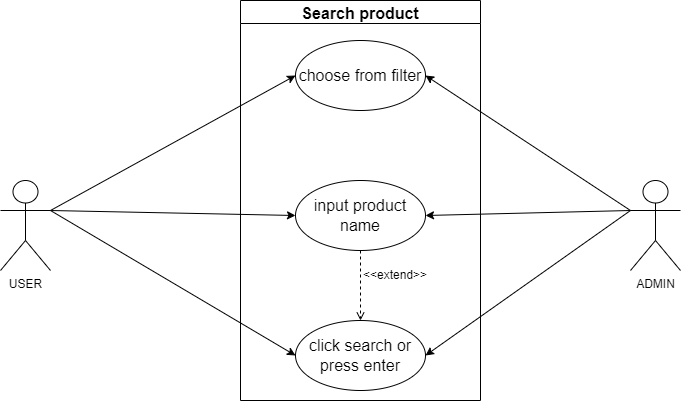 Search product
choose from filter
input product
name
<<extend>>
USER
ADMIN
click search or
press enter